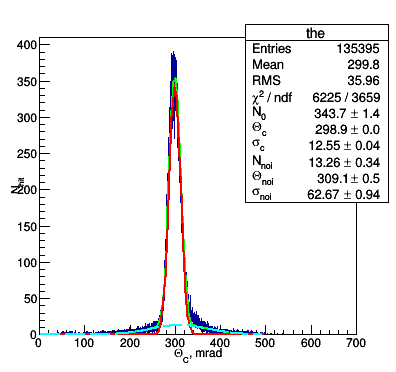 the
Entries 135395
Mean 299.8
RMS 35.96
χ² / ndf 6225 / 3659
N₀ 343.7 ± 1.4
Θc 298.9 ± 0.0
σc 12.55 ± 0.04
Nnoi 13.26 ± 0.34
Θnoi 309.1 ± 0.5
σnoi 62.67 ± 0.94
Nhit
400
350
300
250
200
150
100
50
0
0 100 200 300 400 500 600 700
Θc, mrad